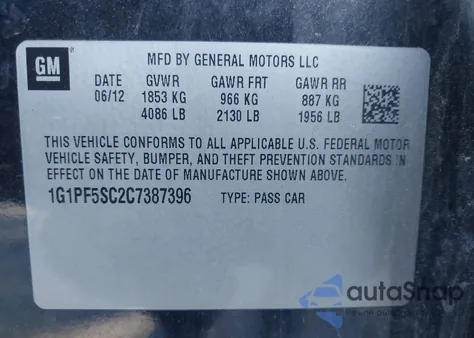 GM
MFD BY GENERAL MOTORS LLC
DATE GVWR GAWR FRT GAWR RR
06/12 1853 KG 966 KG 887 KG
4086 LB 2130 LB 1956 LB
THIS VEHICLE CONFORMS TO ALL APPLICABLE U.S. FEDERAL MOTOR
VEHICLE SAFETY, BUMPER, AND THEFT PREVENTION STANDARDS IN
EFFECT ON THE DATE OF MANUFACTURE SHOWN ABOVE.
1G1PF5SC2C7387396 TYPE: PASS CAR
autoSnap